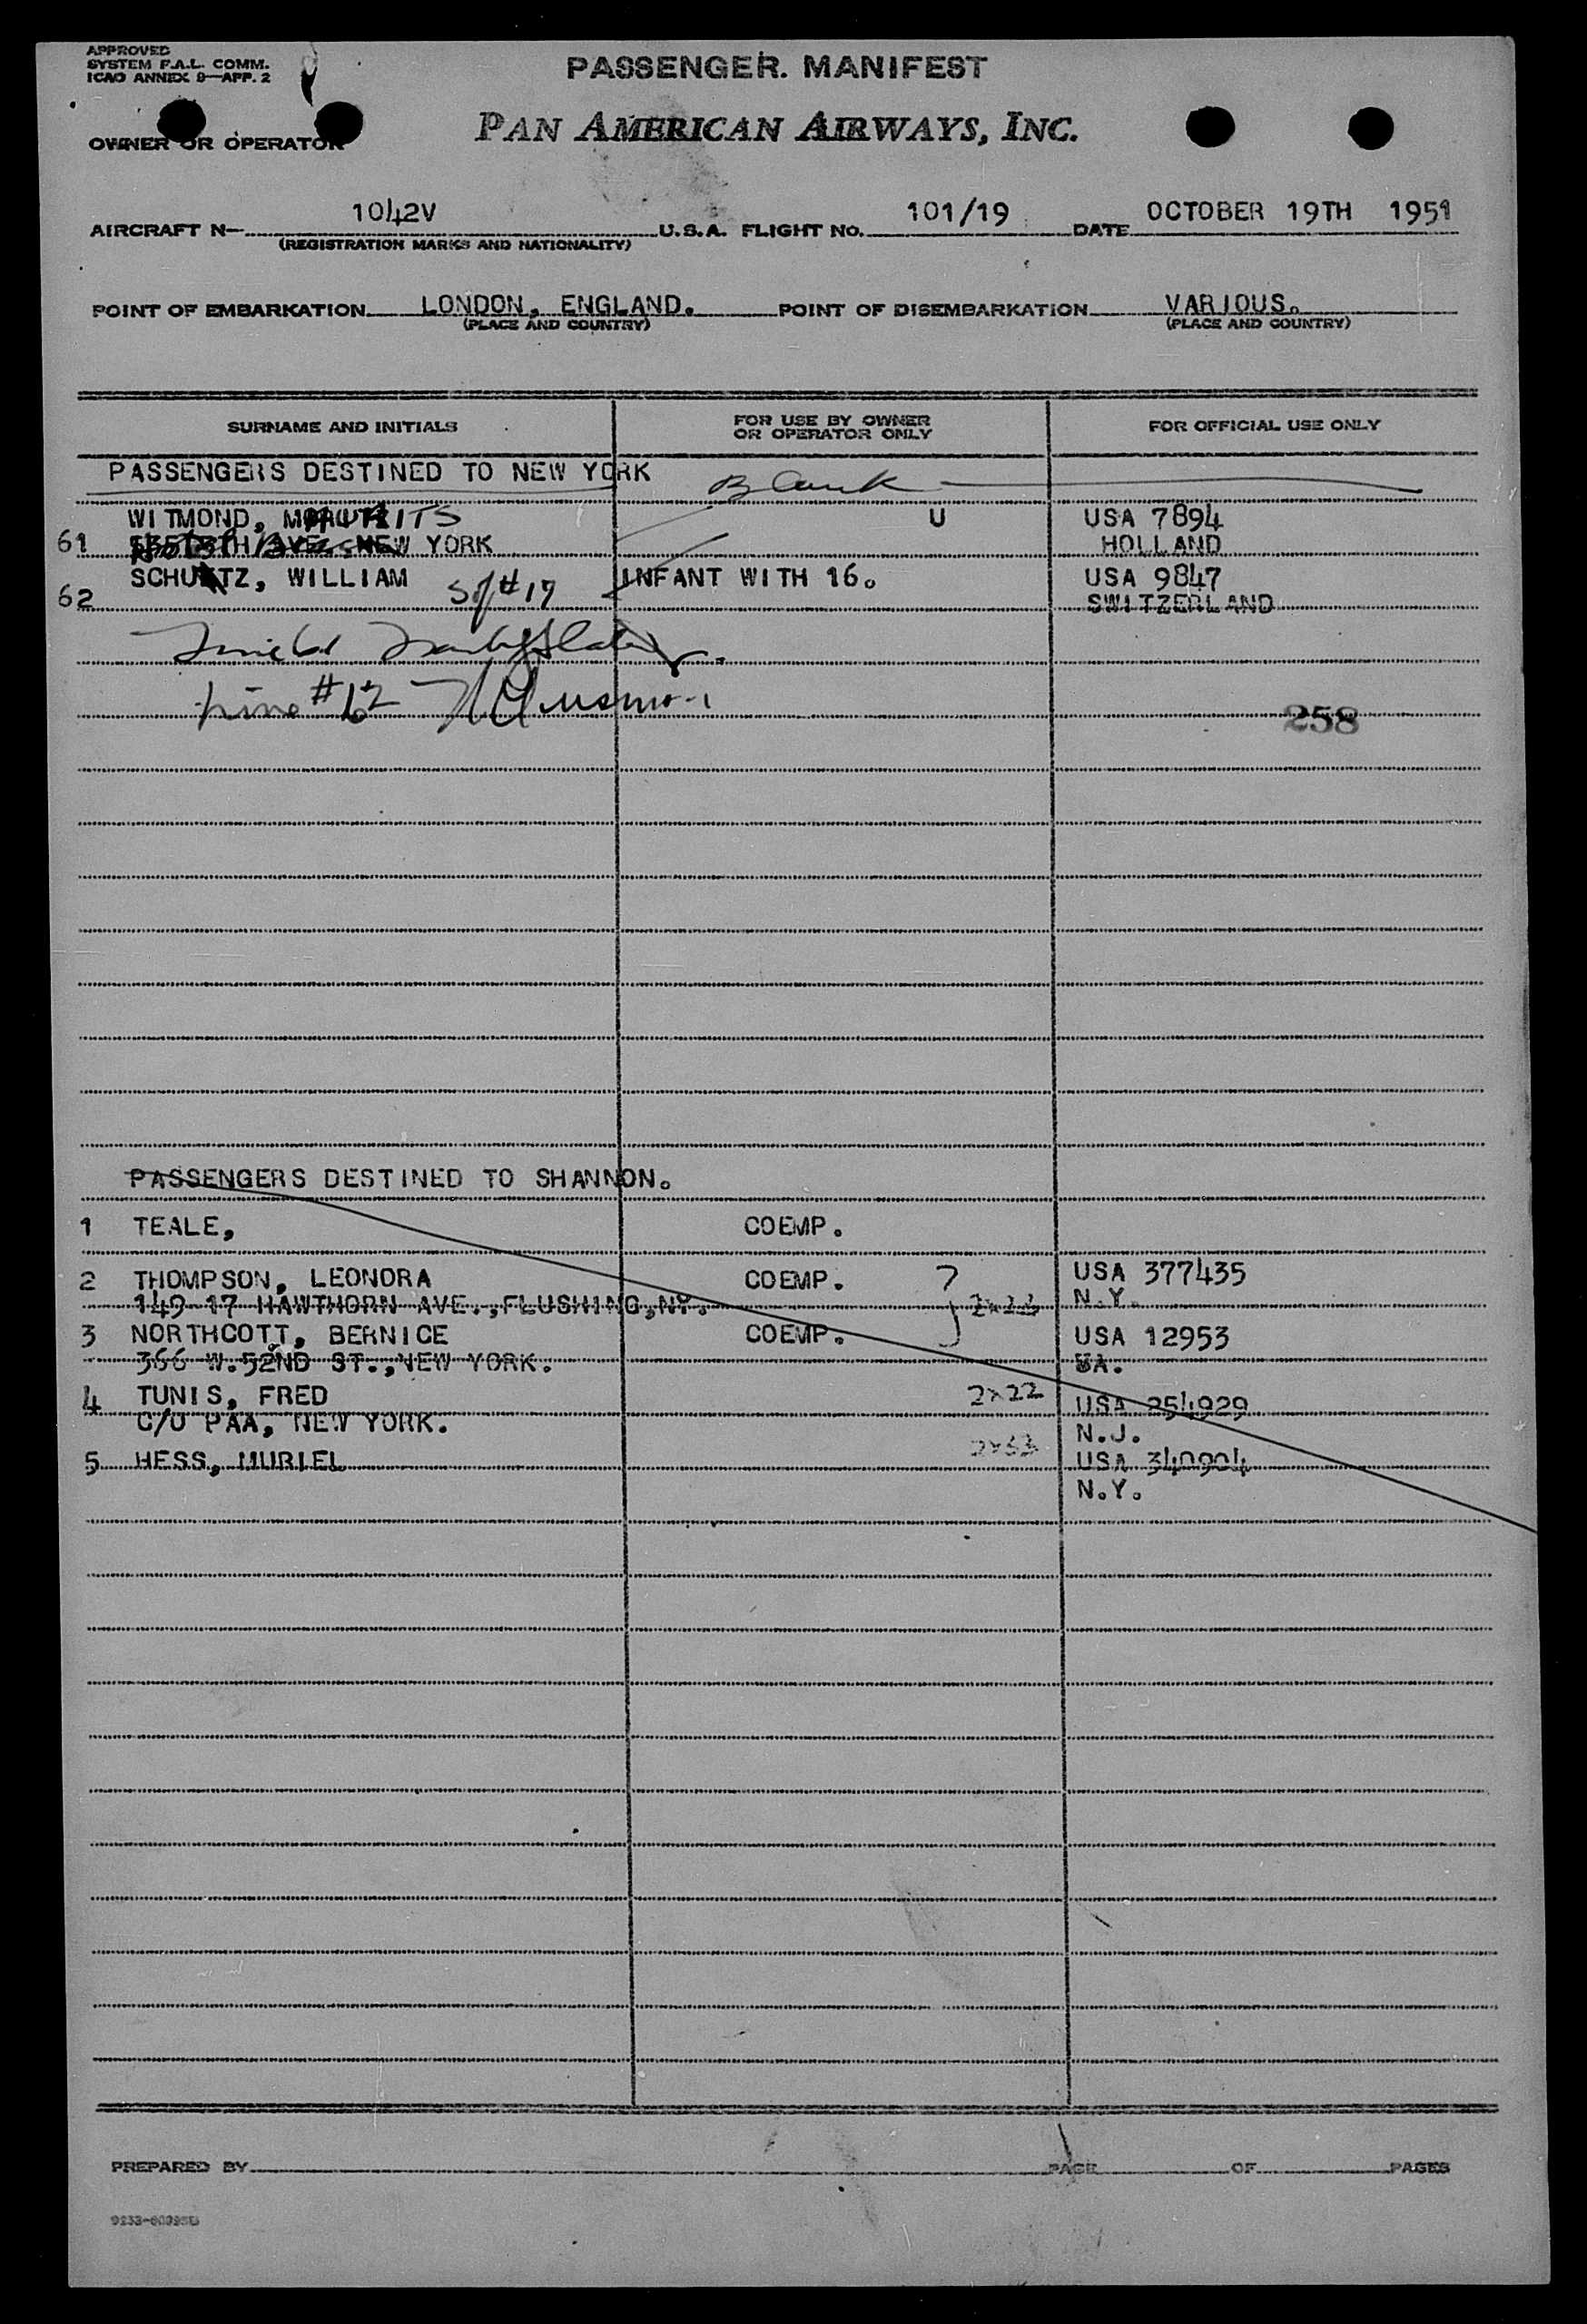 APPROVED
SYSTEM F.A.L. COMM.
ICAO ANNEX 9—APP. 2
PASSENGER. MANIFEST
OWNER OR OPERATOR
PAN AMERICAN AIRWAYS, INC.
AIRCRAFT N— 1042V U.S.A. FLIGHT NO. 101/19 DATE OCTOBER 19TH 1951
(REGISTRATION MARKS AND NATIONALITY)
POINT OF EMBARKATION LONDON, ENGLAND. POINT OF DISEMBARKATION VARIOUS.
(PLACE AND COUNTRY) (PLACE AND COUNTRY)
SURNAME AND INITIALS FOR USE BY OWNER OR OPERATOR ONLY FOR OFFICIAL USE ONLY
PASSENGERS DESTINED TO NEW YORK Blank
WITMOND, MAURITS U USA 7894
61 NEW YORK HOLLAND
SCHUTZ, WILLIAM INFANT WITH 16. USA 9847
62 SWITZERLAND
Line #62
258
PASSENGERS DESTINED TO SHANNON.
1 TEALE, COEMP.
2 THOMPSON, LEONORA COEMP. USA 377435
149-17 HAWTHORN AVE.,FLUSHING,NY. N.Y.
3 NORTHCOTT, BERNICE COEMP. USA 12953
366 W.52ND ST.,NEW YORK.
4 TUNIS, FRED 2x22 USA 254929
C/O PAA, NEW YORK. N.J.
5 HESS, MURIEL USA 340904
N.Y.
PREPARED BY PAGE OF PAGES